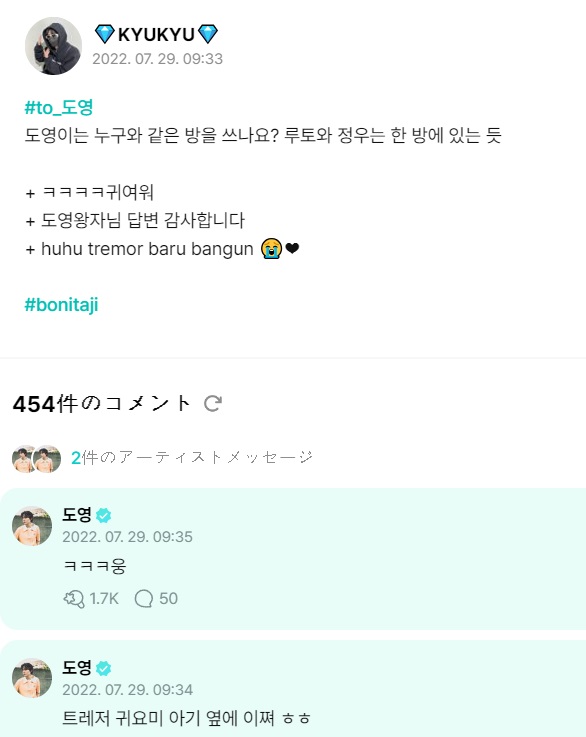 💎KYUKYU💎
2022. 07. 29. 09:33
#to_도영
도영이는 누구와 같은 방을 쓰나요? 루토와 정우는 한 방에 있는 듯
+ ㅋㅋㅋㅋ귀여워
+ 도영왕자님 답변 감사합니다
+ huhu tremor baru bangun 😭❤
#bonitaji
454件のコメント
2件のアーティストメッセージ
도영
2022. 07. 29. 09:35
ㅋㅋㅋ웅
1.7K 50
도영
2022. 07. 29. 09:34
트레저 귀요미 아기 옆에 이쪄 ㅎㅎ